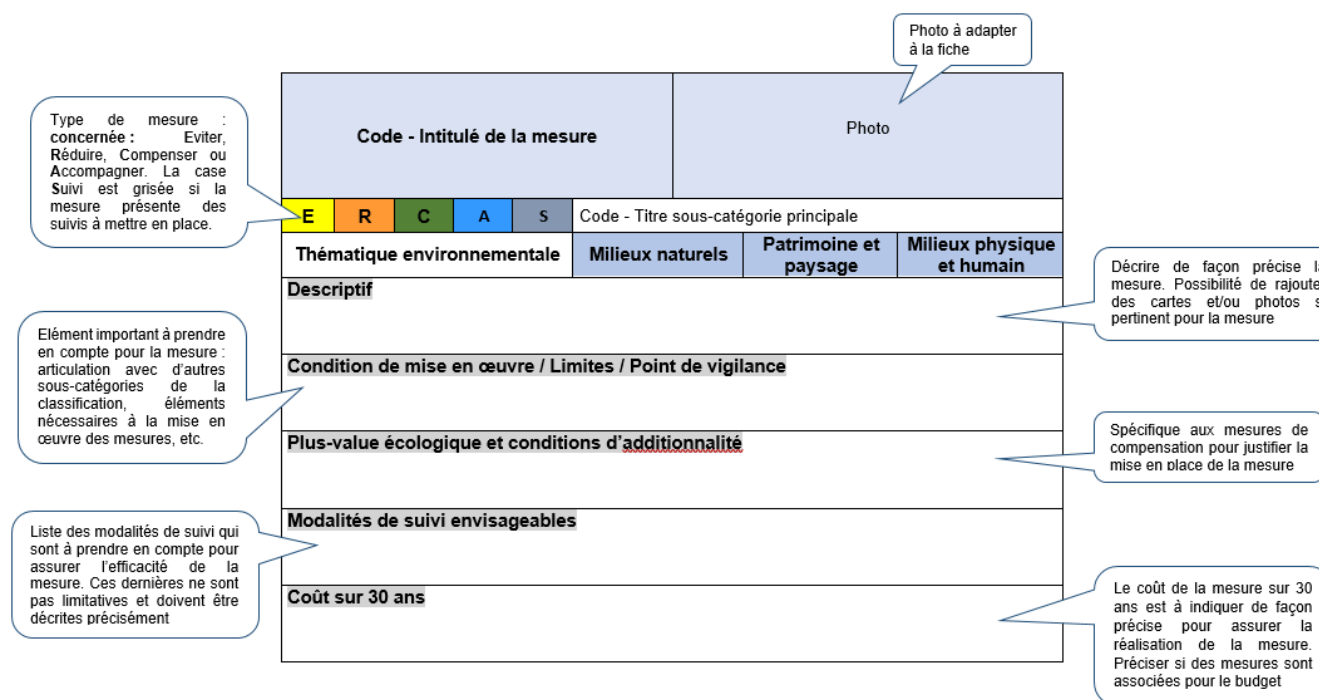 Photo à adapter
à la fiche
Type de mesure :
concernée : Eviter,
Réduire, Compenser ou
Accompagner. La case
Suivi est grisée si la
mesure présente des
suivis à mettre en place.
Code - Intitulé de la mesure
Photo
E R C A S Code - Titre sous-catégorie principale
Thématique environnementale
Milieux naturels
Patrimoine et
paysage
Milieux physique
et humain
Descriptif
Décrire de façon précise
mesure. Possibilité de
des cartes et/ou photos
pertinent pour la mesure
Elément important à prendre
en compte pour la mesure :
articulation avec d'autres
sous-catégories de la
classification, éléments
nécessaires à la mise en
œuvre des mesures, etc.
Condition de mise en œuvre / Limites / Point de vigilance
Plus-value écologique et conditions d'additionnalité
Spécifique aux mesures de
compensation pour justifier la
mise en place de la mesure
Liste des modalités de suivi qui
sont à prendre en compte pour
assurer l'efficacité de la
mesure. Ces dernières ne sont
pas limitatives et doivent être
décrites précisément
Modalités de suivi envisageables
Coût sur 30 ans
Le coût de la mesure sur 30
ans est à indiquer de façon
précise pour assurer la
réalisation de la mesure.
Préciser si des mesures sont
associées pour le budget